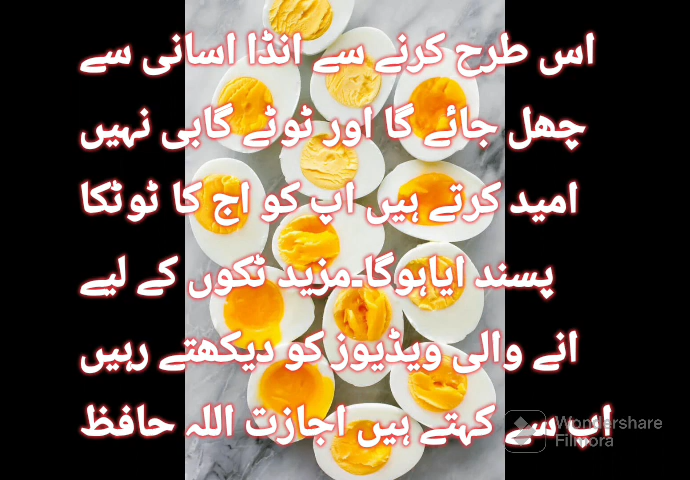 اس طرح کرنے سے انڈا اسانی سے
چھل جائے گا اور ٹوٹے گابی نہیں
امید کرتے ہیں اپ کو اج کا ٹوٹکا
پسند ایاہوگا۔مزید ٹکوں کے لیے
انے والی ویڈیوز کو دیکھتے رہیں
اپ سے کہتے ہیں اجازت اللہ حافظ
Wondershare
Filmora